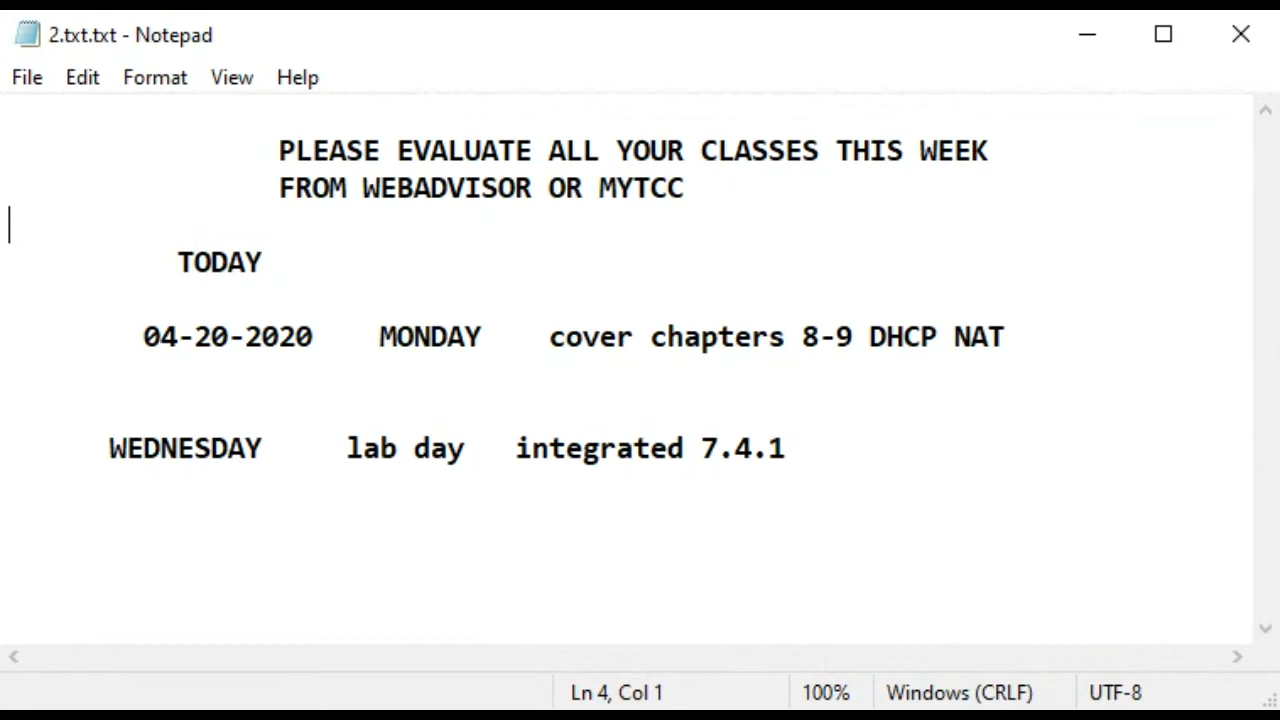 2.txt.txt - Notepad
File Edit Format View Help
PLEASE EVALUATE ALL YOUR CLASSES THIS WEEK
FROM WEBADVISOR OR MYTCC
TODAY
04-20-2020 MONDAY cover chapters 8-9 DHCP NAT
WEDNESDAY lab day integrated 7.4.1
Ln 4, Col 1 100% Windows (CRLF) UTF-8